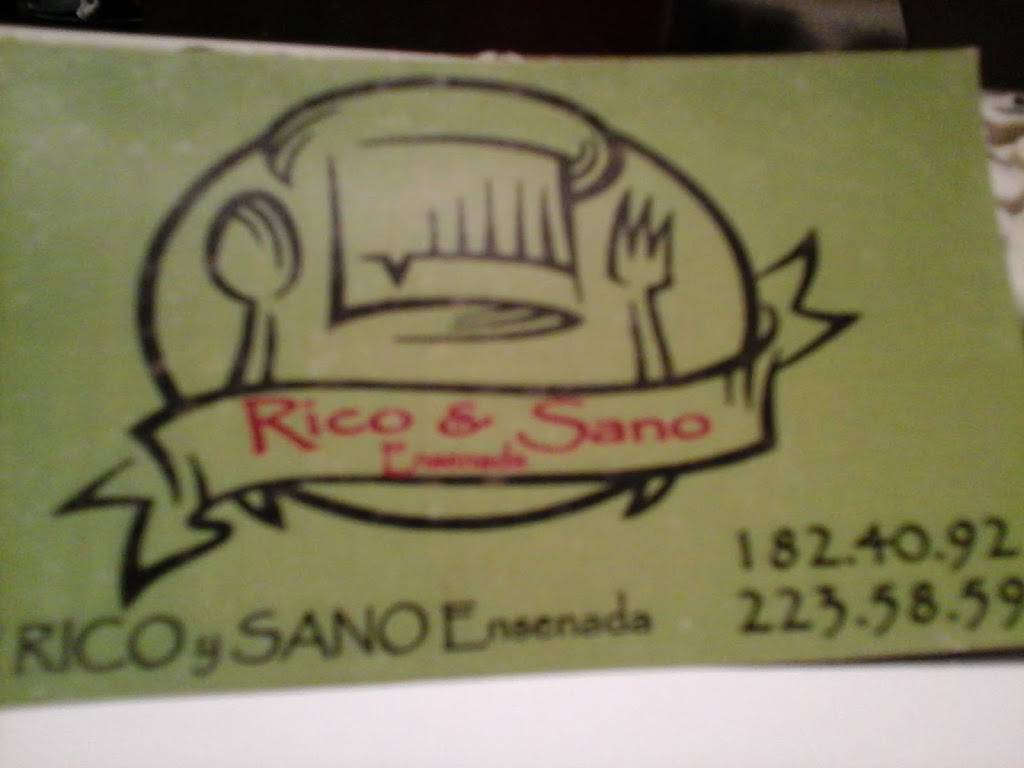 Rico & Sano
Ensenada
182.40.92
223.58.59
RICO y SANO Ensenada